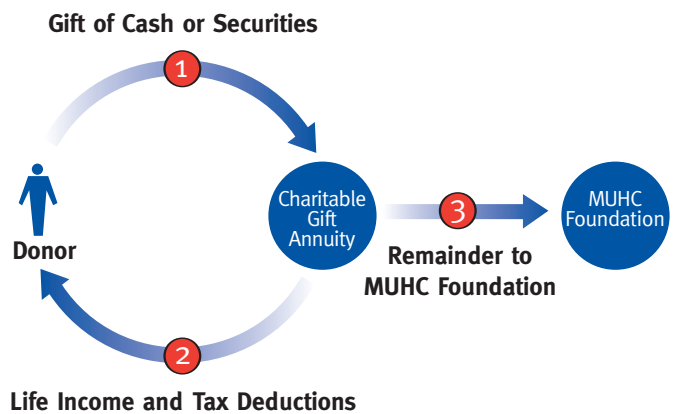 Gift of Cash or Securities
1
Donor
Charitable
Gift
Annuity
3
Remainder to
MUHC Foundation
MUHC
Foundation
2
Life Income and Tax Deductions